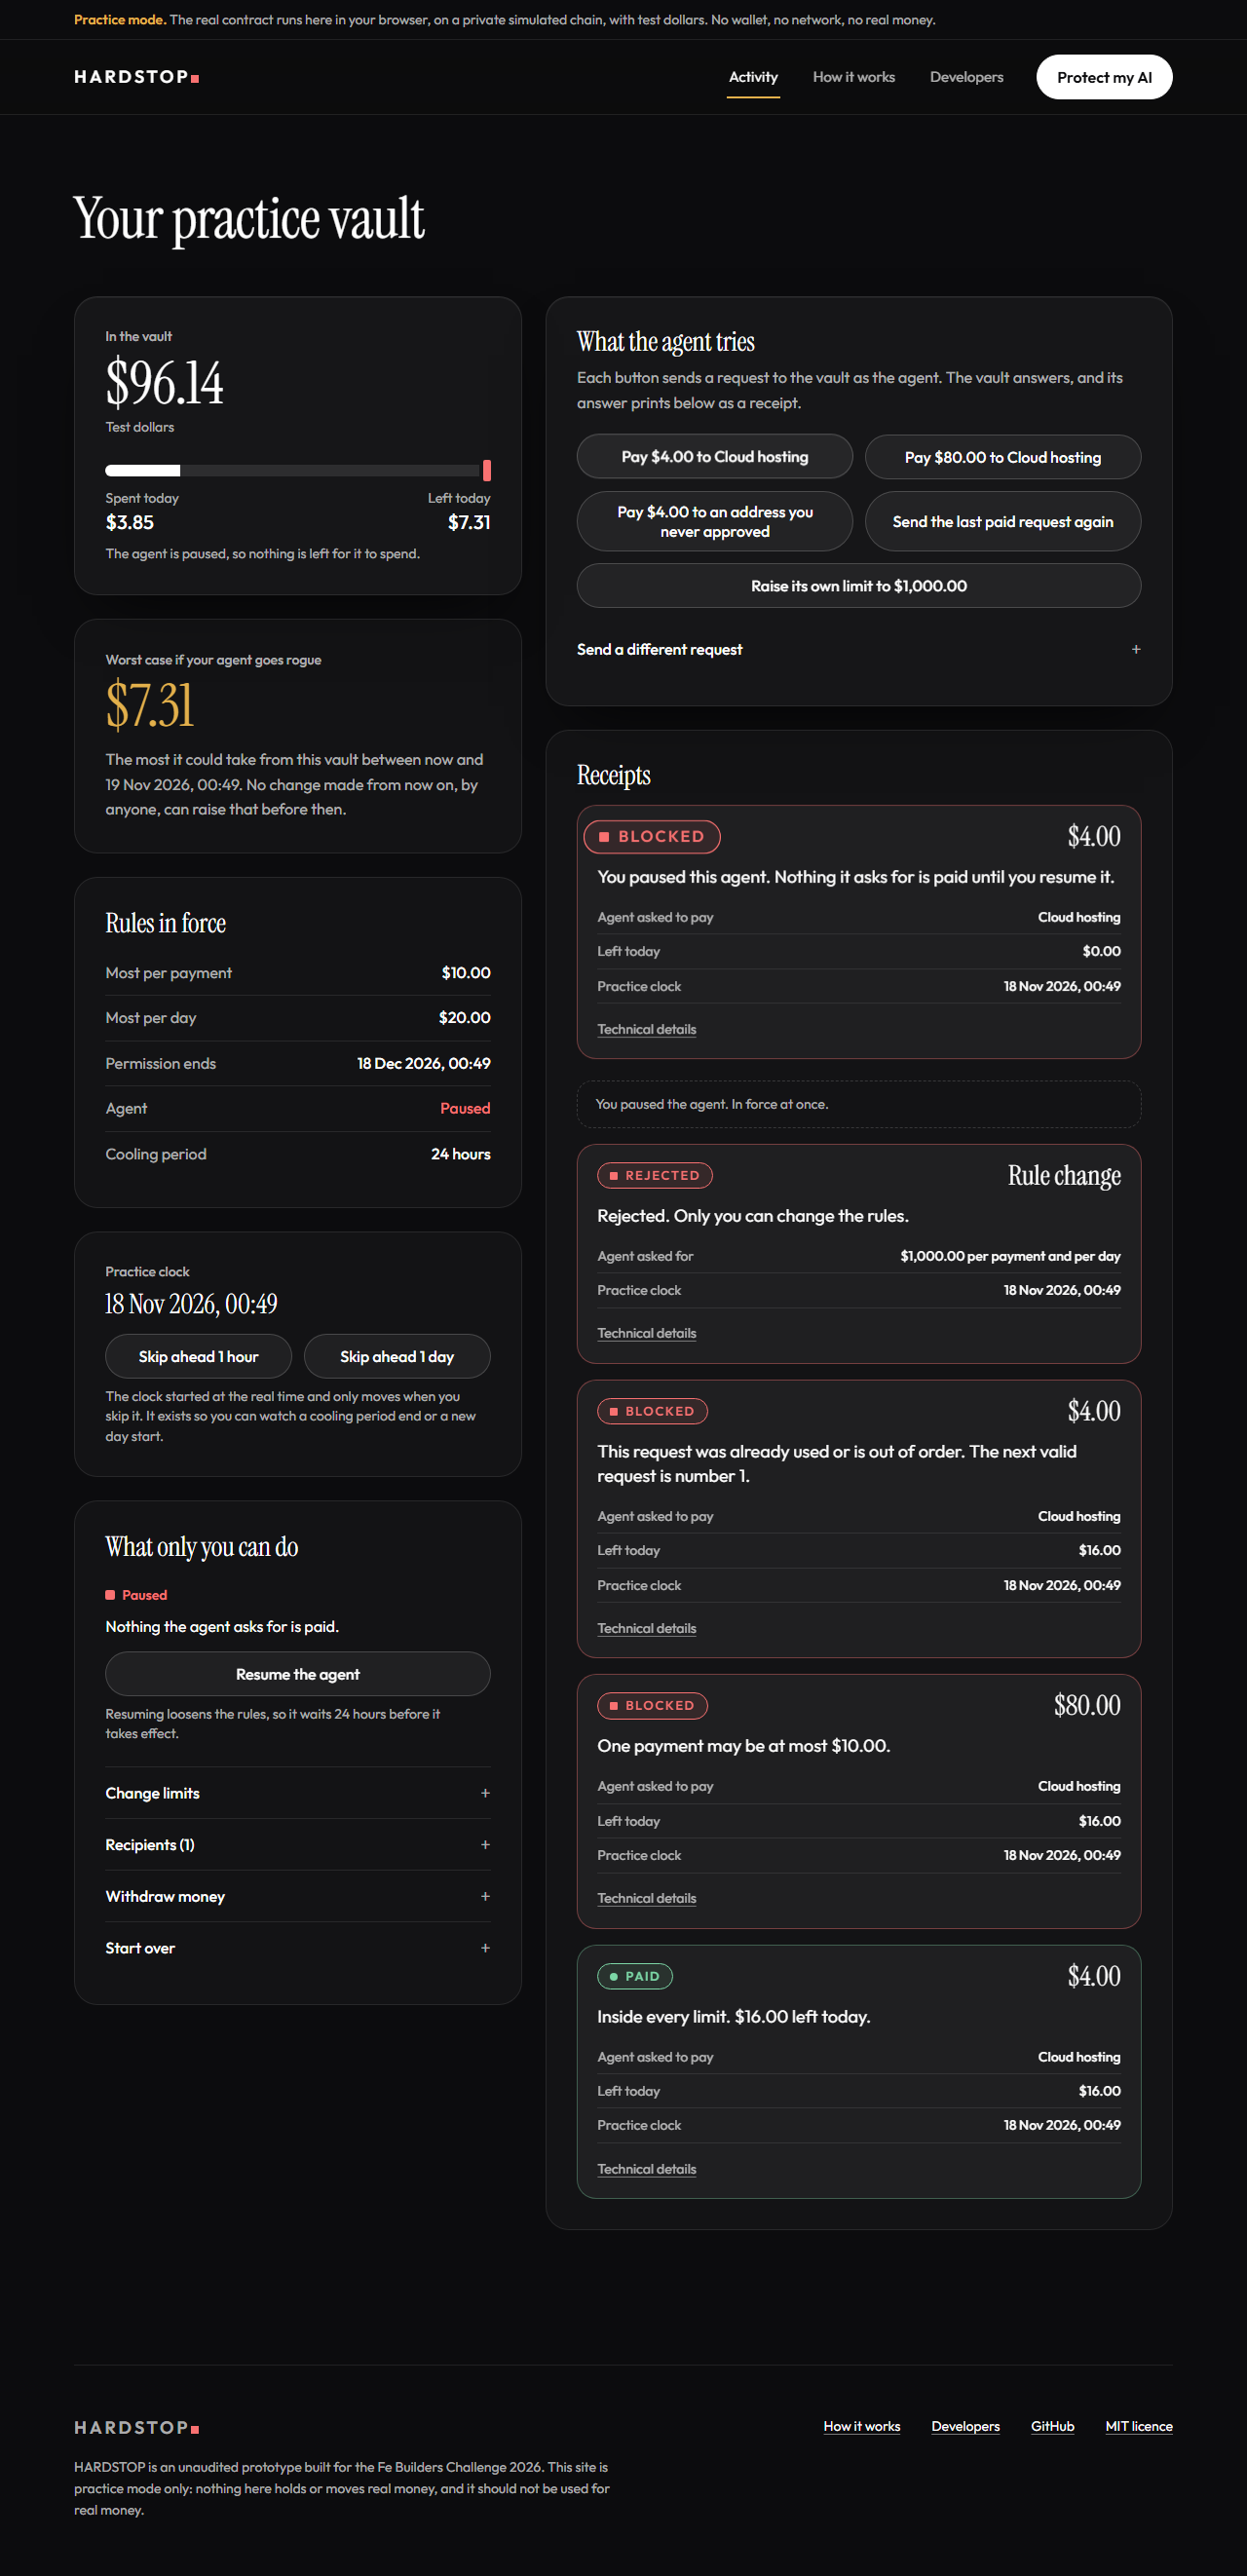 Practice mode. The real contract runs here in your browser, on a private simulated chain, with test dollars. No wallet, no network, no real money.
HARDSTOP
Activity
How it works
Developers
Protect my AI
Your practice vault
In the vault
$96.14
Test dollars
Spent today
Left today
$3.85
$7.31
The agent is paused, so nothing is left for it to spend.
Worst case if your agent goes rogue
$7.31
The most it could take from this vault between now and
19 Nov 2026, 00:49. No change made from now on, by
anyone, can raise that before then.
Rules in force
Most per payment $10.00
Most per day $20.00
Permission ends 18 Dec 2026, 00:49
Agent Paused
Cooling period 24 hours
Practice clock
18 Nov 2026, 00:49
Skip ahead 1 hour
Skip ahead 1 day
The clock started at the real time and only moves when you
skip it. It exists so you can watch a cooling period end or a new
day start.
What only you can do
Paused
Nothing the agent asks for is paid.
Resume the agent
Resuming loosens the rules, so it waits 24 hours before it
takes effect.
Change limits +
Recipients (1) +
Withdraw money +
Start over +
What the agent tries
Each button sends a request to the vault as the agent. The vault answers, and its
answer prints below as a receipt.
Pay $4.00 to Cloud hosting
Pay $80.00 to Cloud hosting
Pay $4.00 to an address you
never approved
Send the last paid request again
Raise its own limit to $1,000.00
Send a different request +
Receipts
BLOCKED $4.00
You paused this agent. Nothing it asks for is paid until you resume it.
Agent asked to pay Cloud hosting
Left today $0.00
Practice clock 18 Nov 2026, 00:49
Technical details
You paused the agent. In force at once.
REJECTED Rule change
Rejected. Only you can change the rules.
Agent asked for $1,000.00 per payment and per day
Practice clock 18 Nov 2026, 00:49
Technical details
BLOCKED $4.00
This request was already used or is out of order. The next valid
request is number 1.
Agent asked to pay Cloud hosting
Left today $16.00
Practice clock 18 Nov 2026, 00:49
Technical details
BLOCKED $80.00
One payment may be at most $10.00.
Agent asked to pay Cloud hosting
Left today $16.00
Practice clock 18 Nov 2026, 00:49
Technical details
PAID $4.00
Inside every limit. $16.00 left today.
Agent asked to pay Cloud hosting
Left today $16.00
Practice clock 18 Nov 2026, 00:49
Technical details
HARDSTOP
How it works
Developers
GitHub
MIT licence
HARDSTOP is an unaudited prototype built for the Fe Builders Challenge 2026. This site is
practice mode only: nothing here holds or moves real money, and it should not be used for
real money.